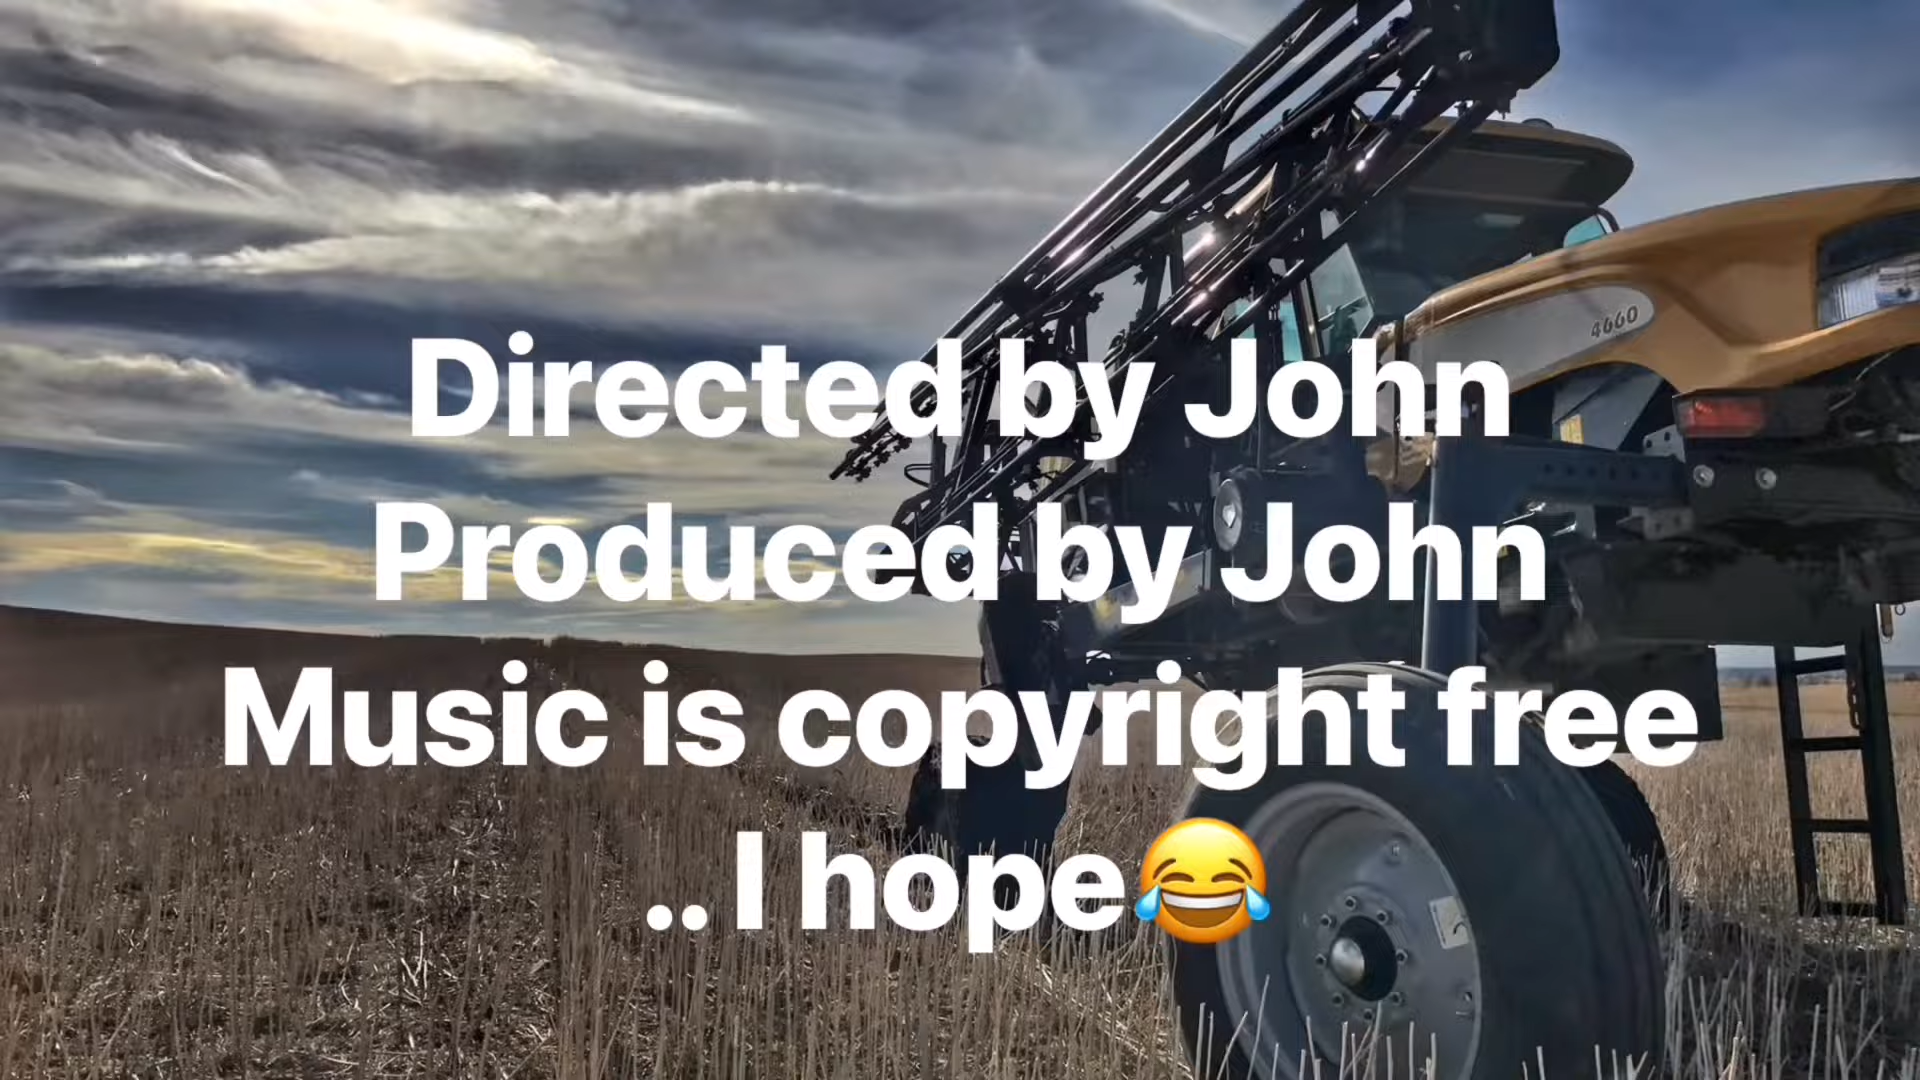 4660
Directed by John
Produced by John
Music is copyright free
.. I hope😂